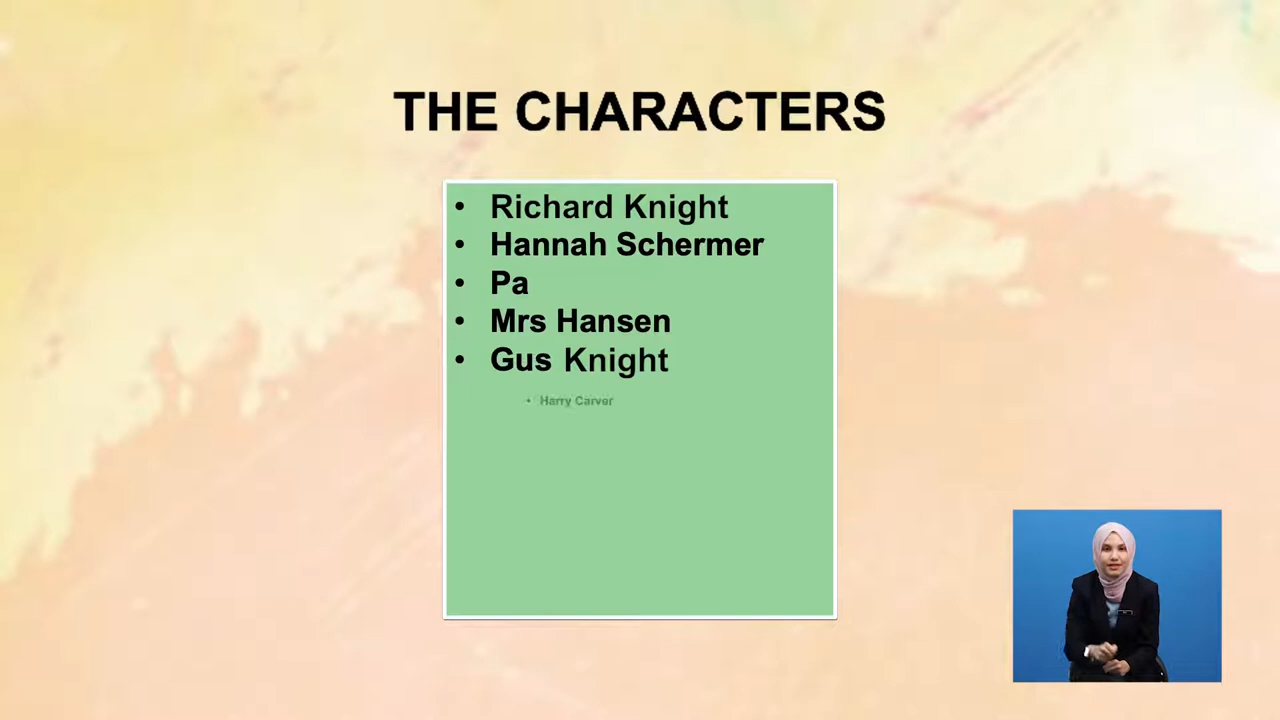 THE CHARACTERS
• Richard Knight
• Hannah Schermer
• Pa
• Mrs Hansen
• Gus Knight
• Harry Carver